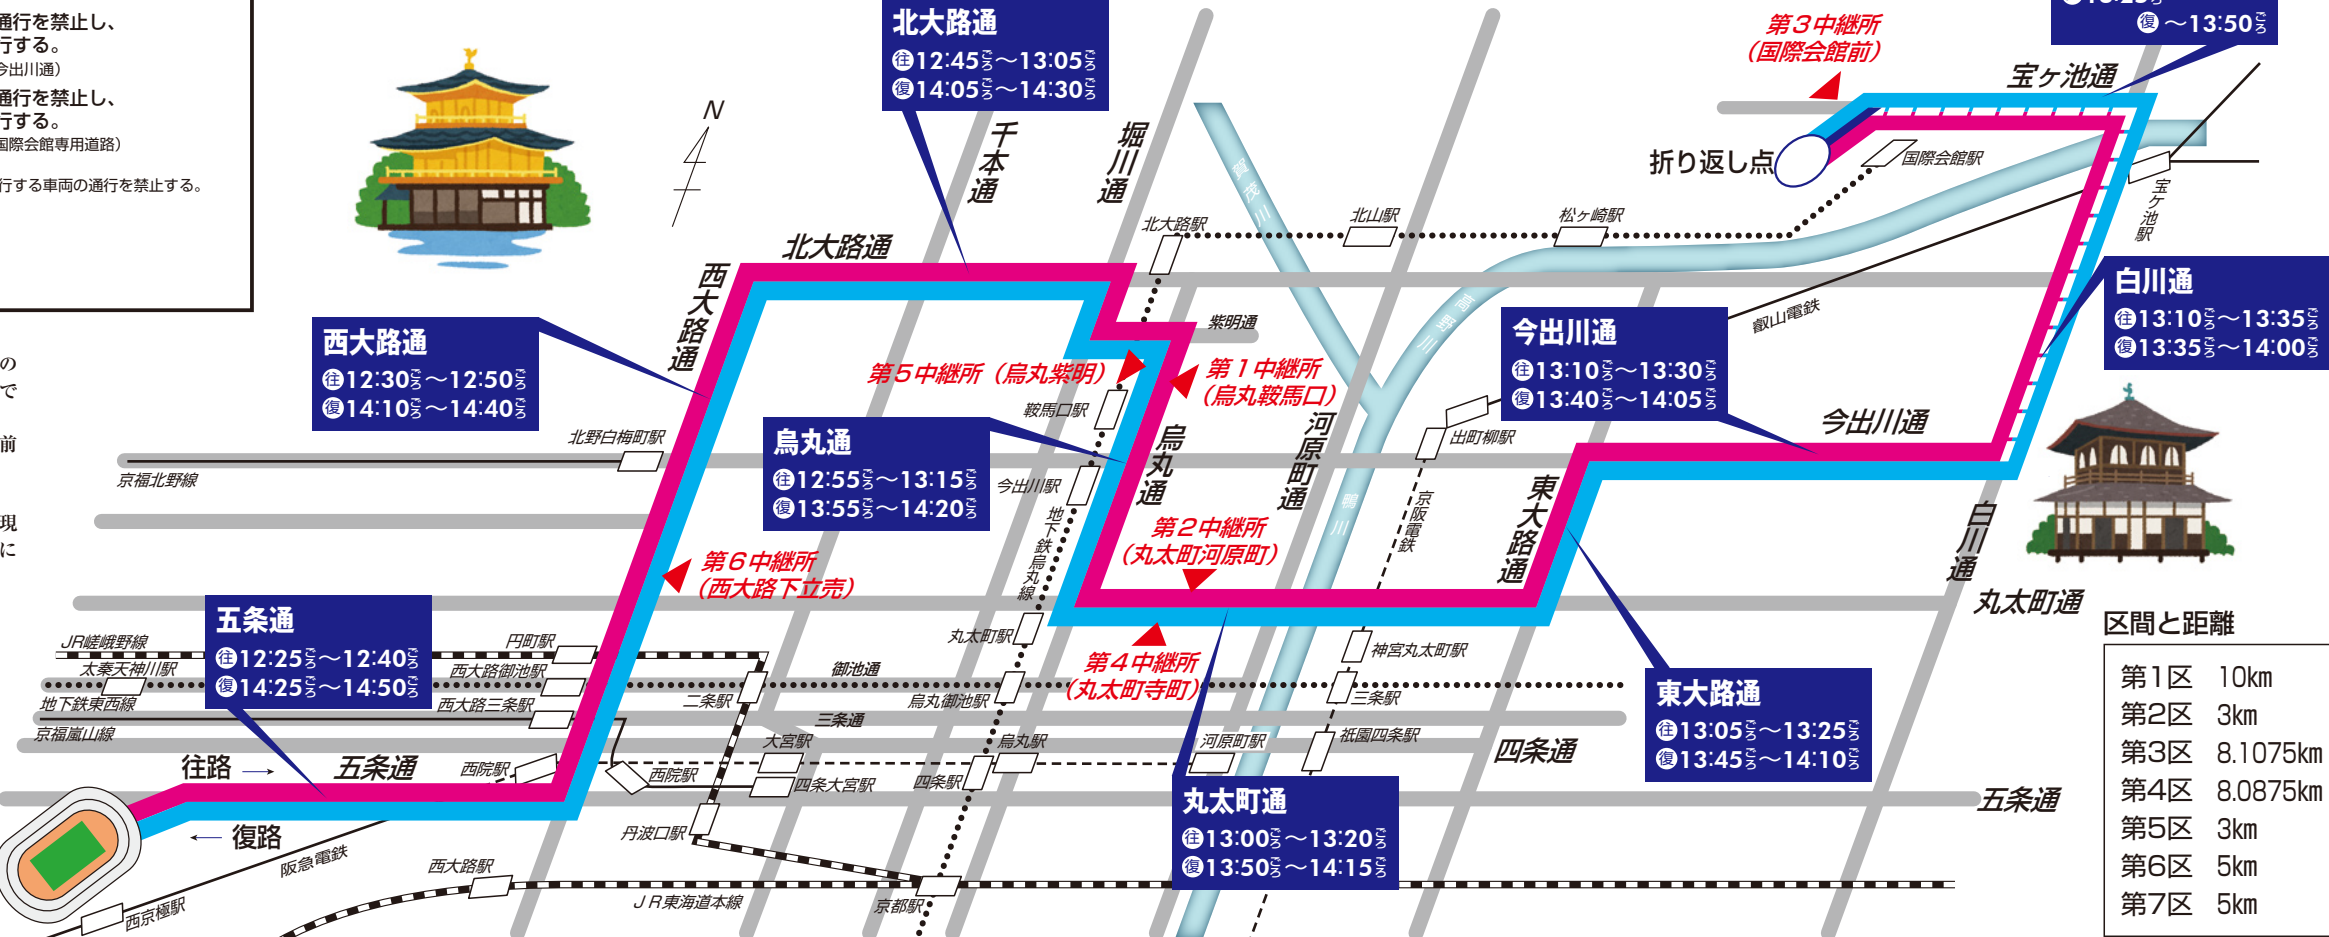 通行を禁止し、
行する。
今出川通）
通行を禁止し、
行する。
国際会館専用道路）
行する車両の通行を禁止する。
の
で
前
現
に
N
北大路通
往12:45ごろ～13:05ごろ
復14:05ごろ～14:30ごろ
第3中継所
（国際会館前）
復 ～13:50ごろ
宝ヶ池通
千本通
堀川通
賀茂川
折り返し点
国際会館駅
宝ヶ池駅
北大路駅
北山駅
松ヶ崎駅
北大路通
西大路通
西大路通
往12:30ごろ～12:50ごろ
復14:10ごろ～14:40ごろ
紫明通
高野川
叡山電鉄
白川通
往13:10ごろ～13:35ごろ
復13:35ごろ～14:00ごろ
今出川通
往13:10ごろ～13:30ごろ
復13:40ごろ～14:05ごろ
第5中継所（烏丸紫明）
第1中継所
（烏丸鞍馬口）
鞍馬口駅
烏丸通
往12:55ごろ～13:15ごろ
復13:55ごろ～14:20ごろ
烏丸通
河原町通
出町柳駅
今出川通
北野白梅町駅
京福北野線
今出川駅
地下鉄烏丸線
鴨川
京阪電鉄
東大路通
白川通
第2中継所
（丸太町河原町）
第6中継所
（西大路下立売）
丸太町通
五条通
往12:25ごろ～12:40ごろ
復14:25ごろ～14:50ごろ
JR嵯峨野線
円町駅
丸太町駅
第4中継所
（丸太町寺町）
神宮丸太町駅
太秦天神川駅
西大路御池駅
御池通
地下鉄東西線
西大路三条駅
二条駅
烏丸御池駅
三条駅
京福嵐山線
三条通
東大路通
往13:05ごろ～13:25ごろ
復13:45ごろ～14:10ごろ
大宮駅
烏丸駅
河原町駅
祇園四条駅
四条通
往路 →
五条通
西院駅
西院駅
四条大宮駅
四条駅
丸太町通
往13:00ごろ～13:20ごろ
復13:50ごろ～14:15ごろ
五条通
← 復路
丹波口駅
阪急電鉄
西大路駅
西京極駅
JR東海道本線
京都駅
区間と距離
第1区 10km
第2区 3km
第3区 8.1075km
第4区 8.0875km
第5区 3km
第6区 5km
第7区 5km